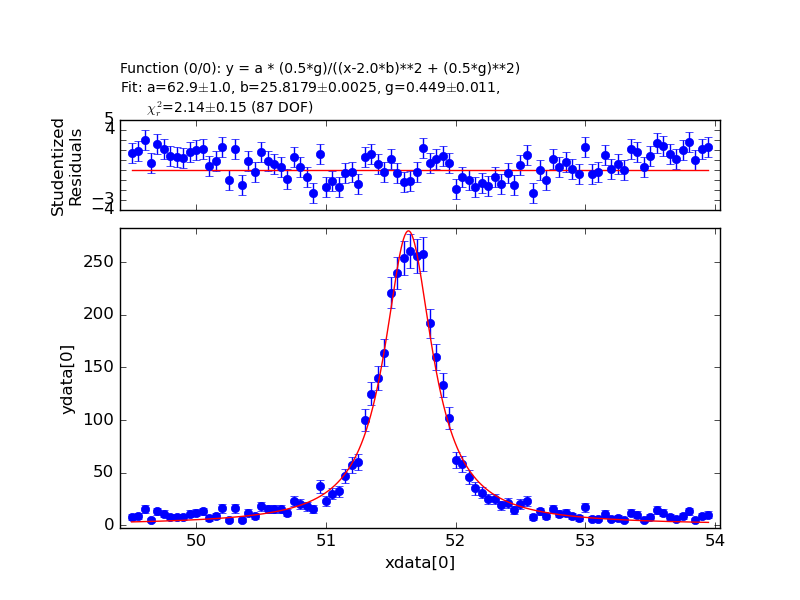 Function (0/0): y = a * (0.5*g)/((x-2.0*b)**2 + (0.5*g)**2)
Fit: a=62.9±1.0, b=25.8179±0.0025, g=0.449±0.011,
χ²ᵣ=2.14±0.15 (87 DOF)
5
4
−3
−4
Studentized
Residuals
250
200
150
100
50
0
ydata[0]
50
51
52
53
54
xdata[0]